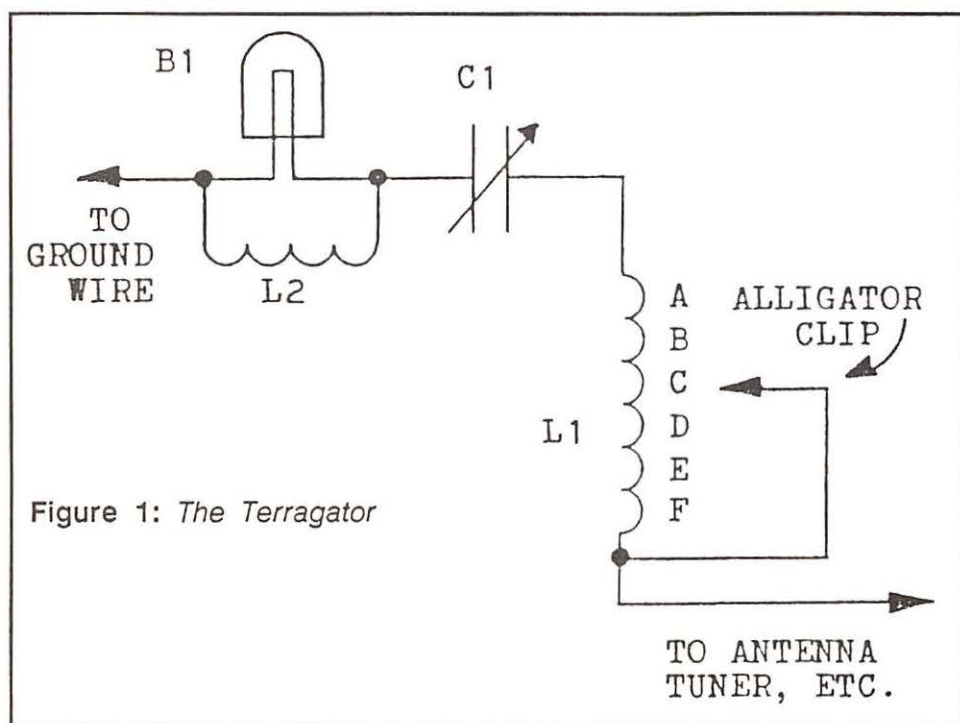 B1
C1
TO
GROUND
WIRE
L2
A
B
C
D
E
F
ALLIGATOR
CLIP
L1
Figure 1: The Terragator
TO ANTENNA
TUNER, ETC.